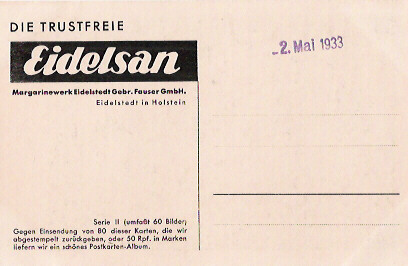 DIE TRUSTFREIE
Eidelsan
Margarinewerk Eidelstedt Gebr. Fauser GmbH.
Eidelstedt in Holstein
-2. Mai 1933
Serie II (umfaßt 60 Bilder)
Gegen Einsendung von 80 dieser Karten, die wir
abgestempelt zurückgeben, oder 50 Rpf. in Marken
liefern wir ein schönes Postkarten-Album.